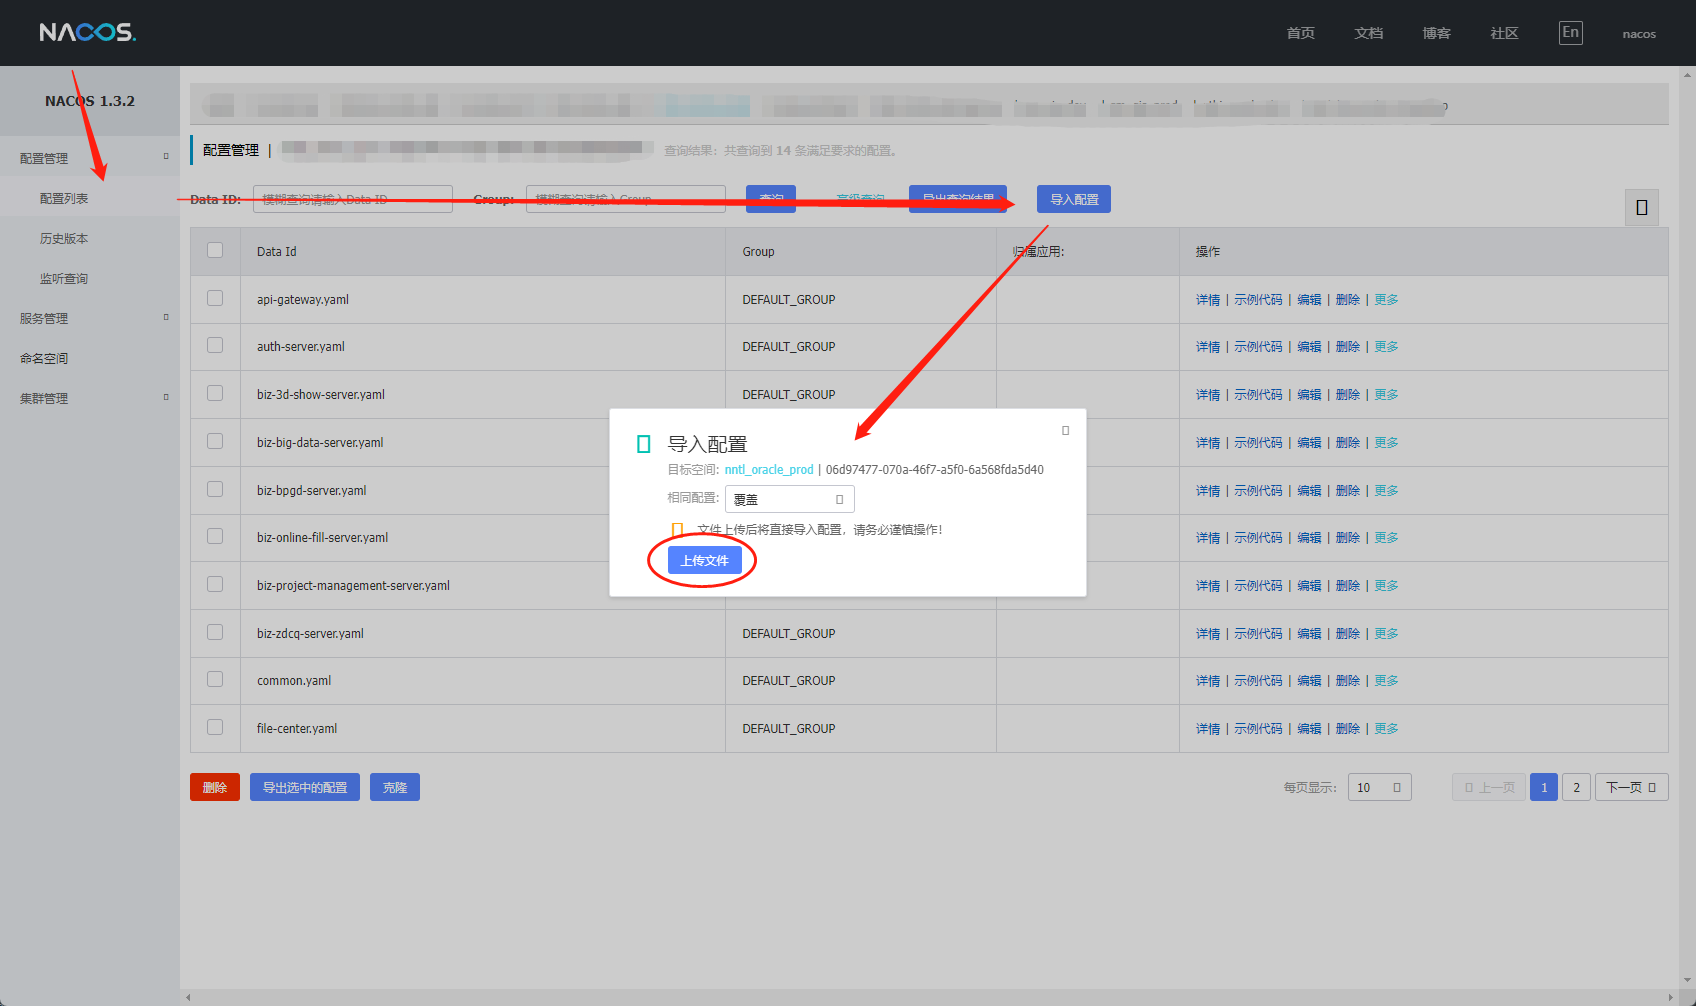 NACOS.
首页 文档 博客 社区 En nacos
NACOS 1.3.2
配置管理
配置列表
历史版本
监听查询
服务管理
命名空间
集群管理
配置管理 | 查询结果：共查询到 14 条满足要求的配置。
Data ID: 模糊查询请输入Data ID Group: 模糊查询请输入Group 查询 高级查询 导出查询结果 导入配置
Data Id Group 归属应用: 操作
api-gateway.yaml DEFAULT_GROUP 详情 | 示例代码 | 编辑 | 删除 | 更多
auth-server.yaml DEFAULT_GROUP 详情 | 示例代码 | 编辑 | 删除 | 更多
biz-3d-show-server.yaml DEFAULT_GROUP 详情 | 示例代码 | 编辑 | 删除 | 更多
biz-big-data-server.yaml 详情 | 示例代码 | 编辑 | 删除 | 更多
biz-bpgd-server.yaml 详情 | 示例代码 | 编辑 | 删除 | 更多
biz-online-fill-server.yaml 详情 | 示例代码 | 编辑 | 删除 | 更多
biz-project-management-server.yaml 详情 | 示例代码 | 编辑 | 删除 | 更多
biz-zdcq-server.yaml DEFAULT_GROUP 详情 | 示例代码 | 编辑 | 删除 | 更多
common.yaml DEFAULT_GROUP 详情 | 示例代码 | 编辑 | 删除 | 更多
file-center.yaml DEFAULT_GROUP 详情 | 示例代码 | 编辑 | 删除 | 更多
导入配置
目标空间: nntl_oracle_prod | 06d97477-070a-46f7-a5f0-6a568fda5d40
相同配置: 覆盖
文件上传后将直接导入配置，请务必谨慎操作！
上传文件
删除 导出选中的配置 克隆 每页显示: 10 上一页 1 2 下一页